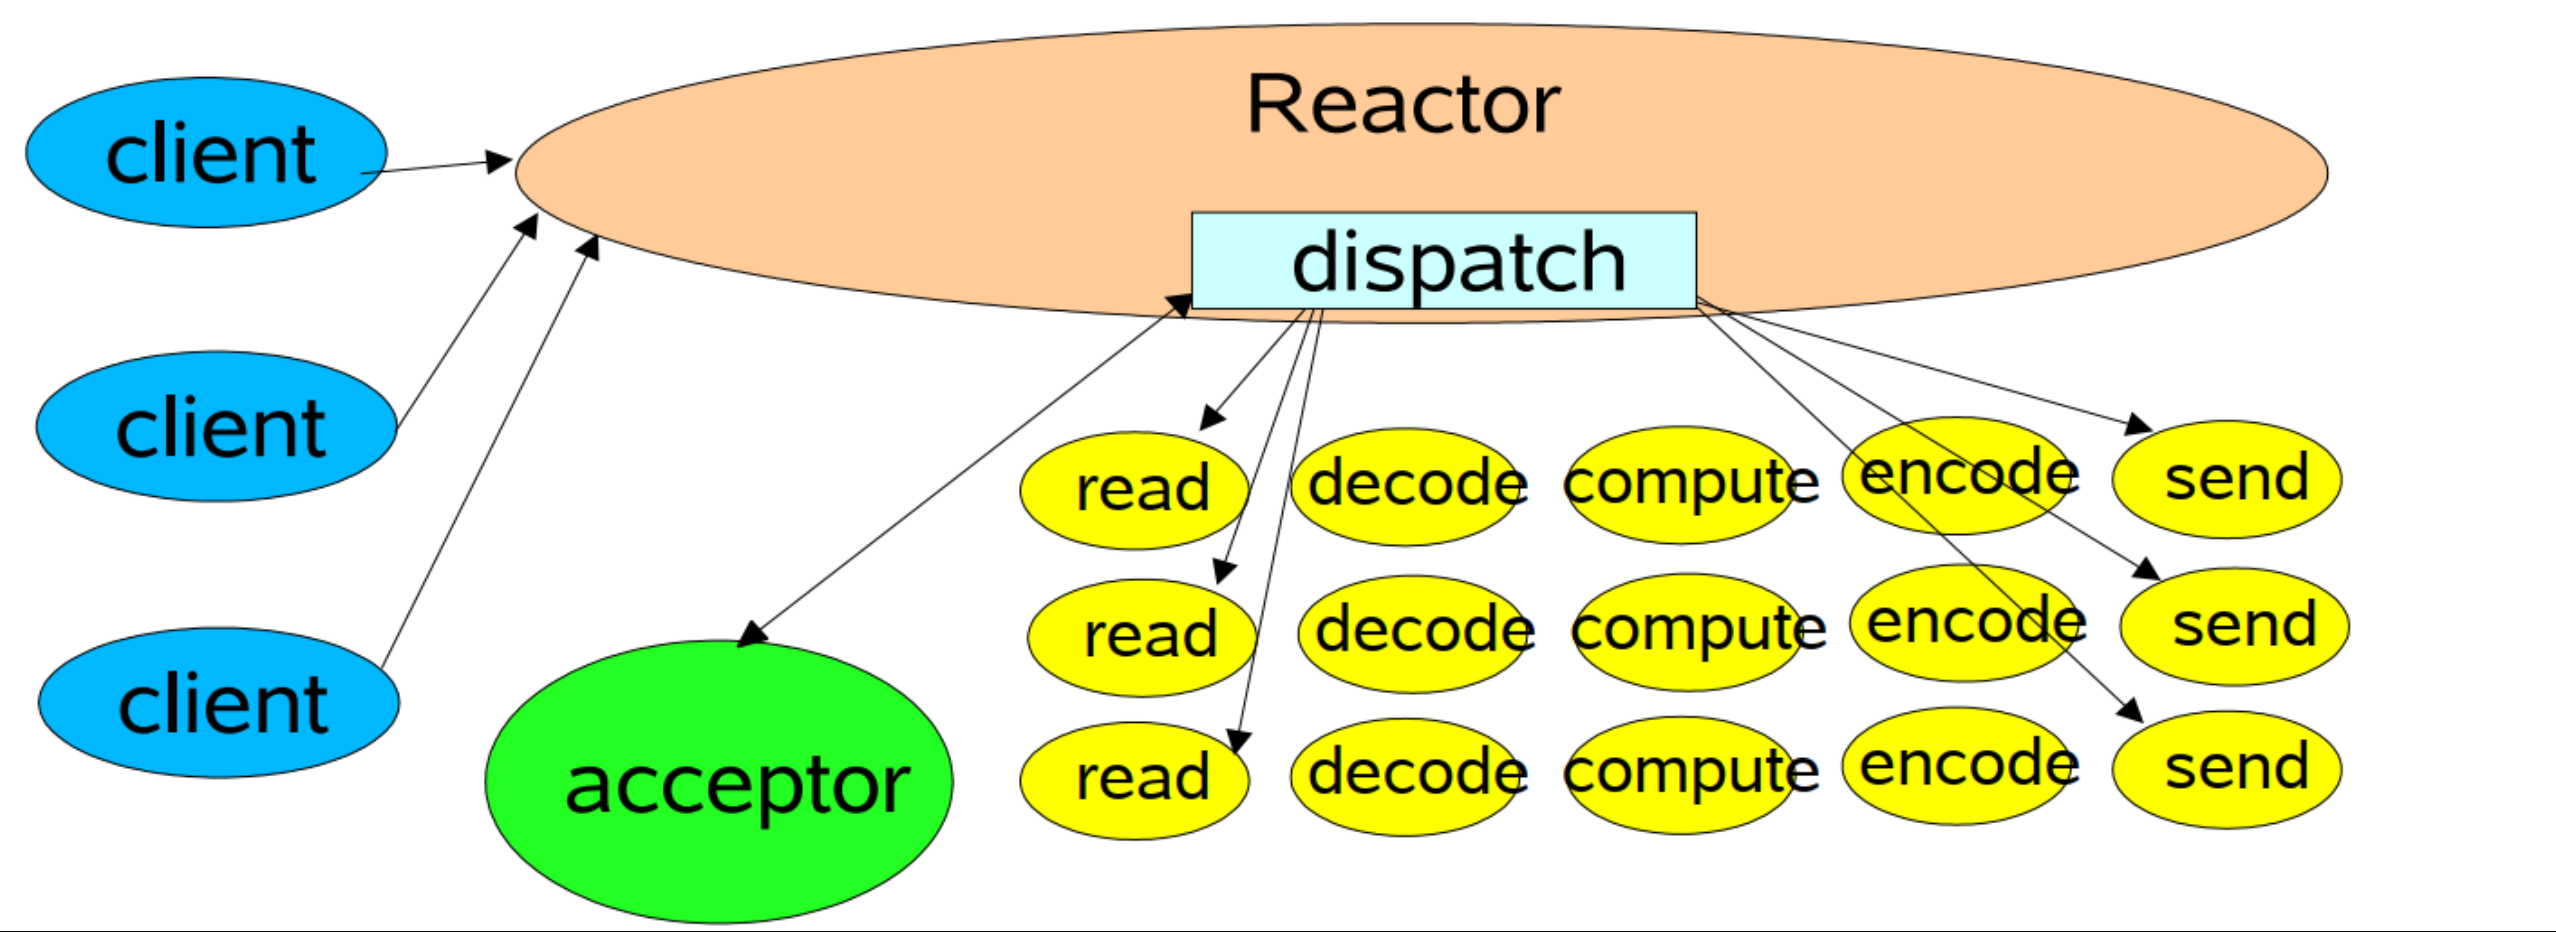 Reactor
client
dispatch
client
client
acceptor
read decode compute encode send
read decode compute encode send
read decode compute encode send